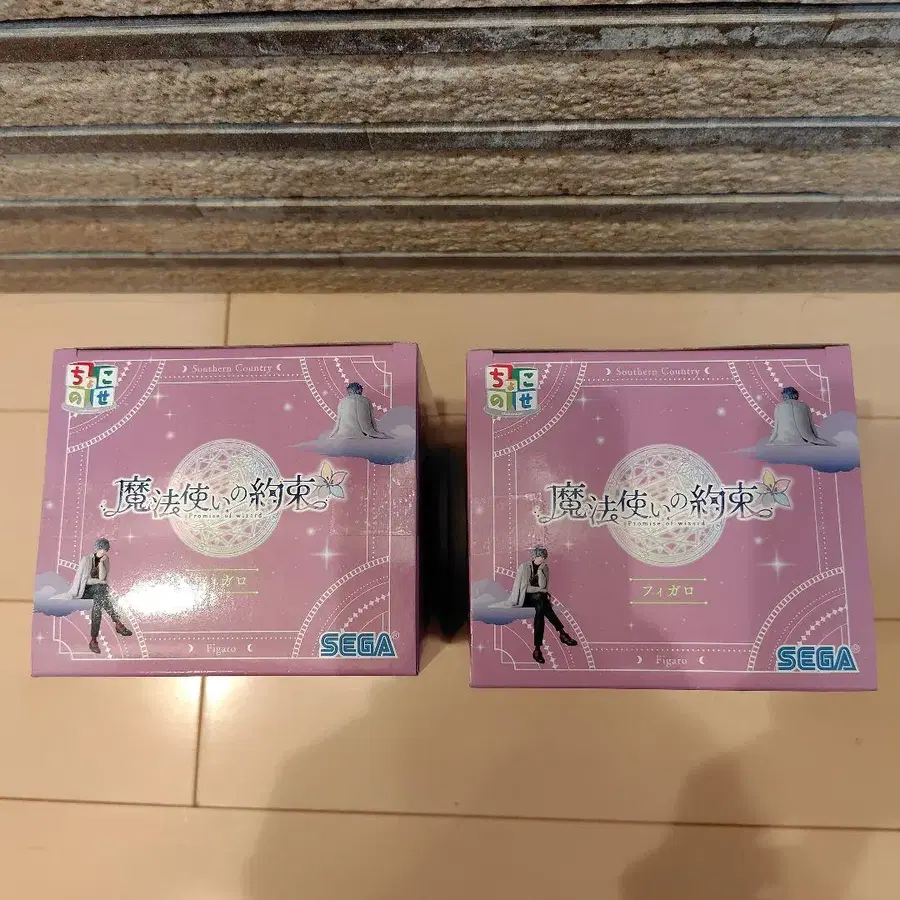 ちょこ
のせ
Southern Country
魔法使いの約束
Promise of wizard
フィガロ
Figaro
SEGA®
ちょこ
のせ
Southern Country
魔法使いの約束
Promise of wizard
フィガロ
Figaro
SEGA®